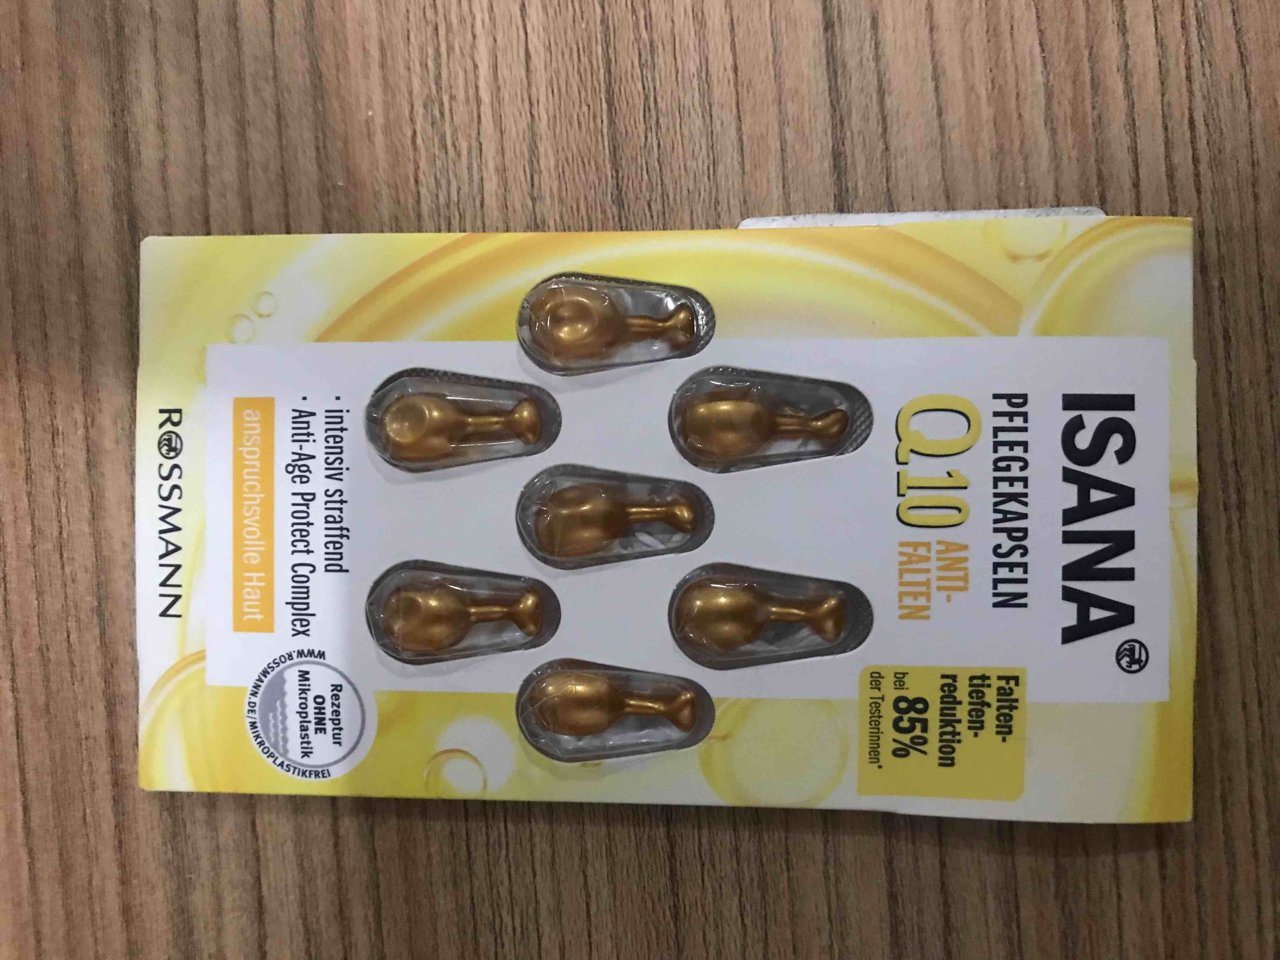 ISANA®
PFLEGEKAPSELN
Q10 ANTI-
FALTEN
Falten-
tiefen-
reduktion
bei 85%
der Testerinnen*
· intensiv straffend
· Anti-Age Protect Complex
anspruchsvolle Haut
Rezeptur
OHNE
Mikroplastik
WWW.ROSSMANN.DE/MIKROPLASTIKFREI
ROSSMANN